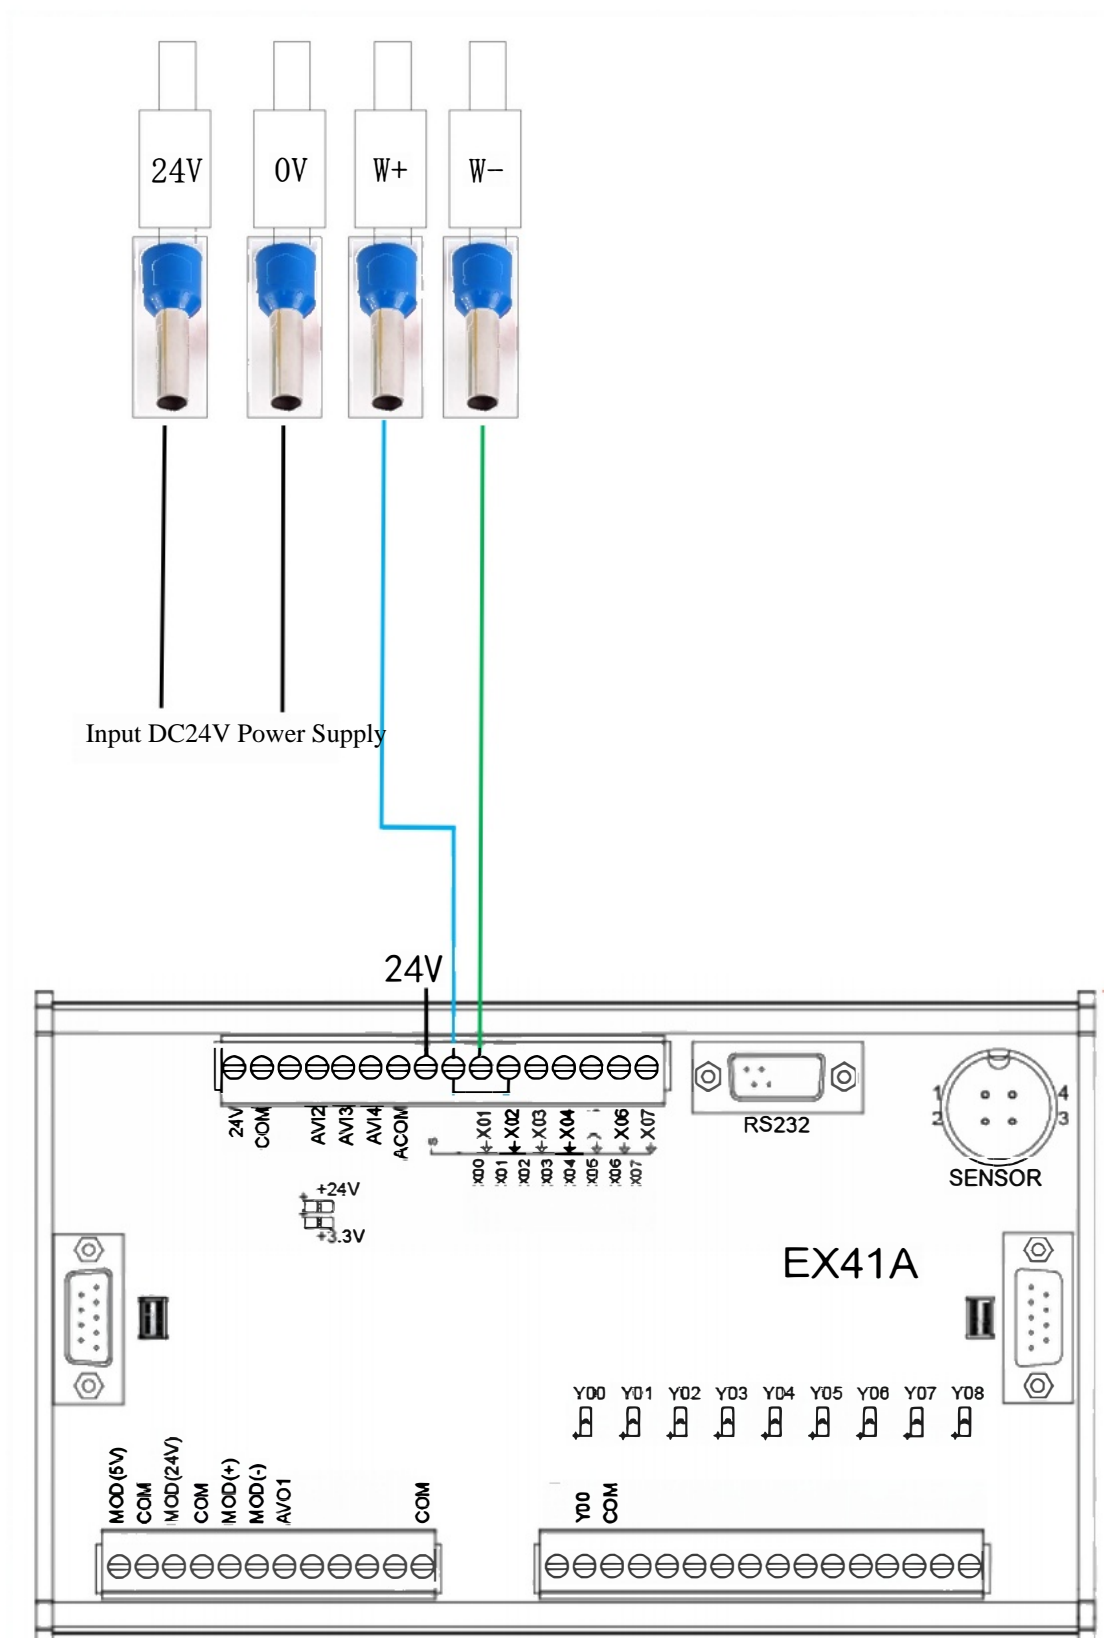 24V
0V
W+
W-
Input DC24V Power Supply
24V
24V
COM
AVI2
AVI3
AVI4
ACOM
S
X01
X02
X03
X04
X06
X07
X00
X01
X02
X03
X04
X05
X06
X07
RS232
1
2
4
3
SENSOR
+24V
+3.3V
EX41A
Y00 Y01 Y02 Y03 Y04 Y05 Y06 Y07 Y08
MOD(5V)
COM
MOD(24V)
COM
MOD(+)
MOD(-)
AVO1
COM
Y00
COM